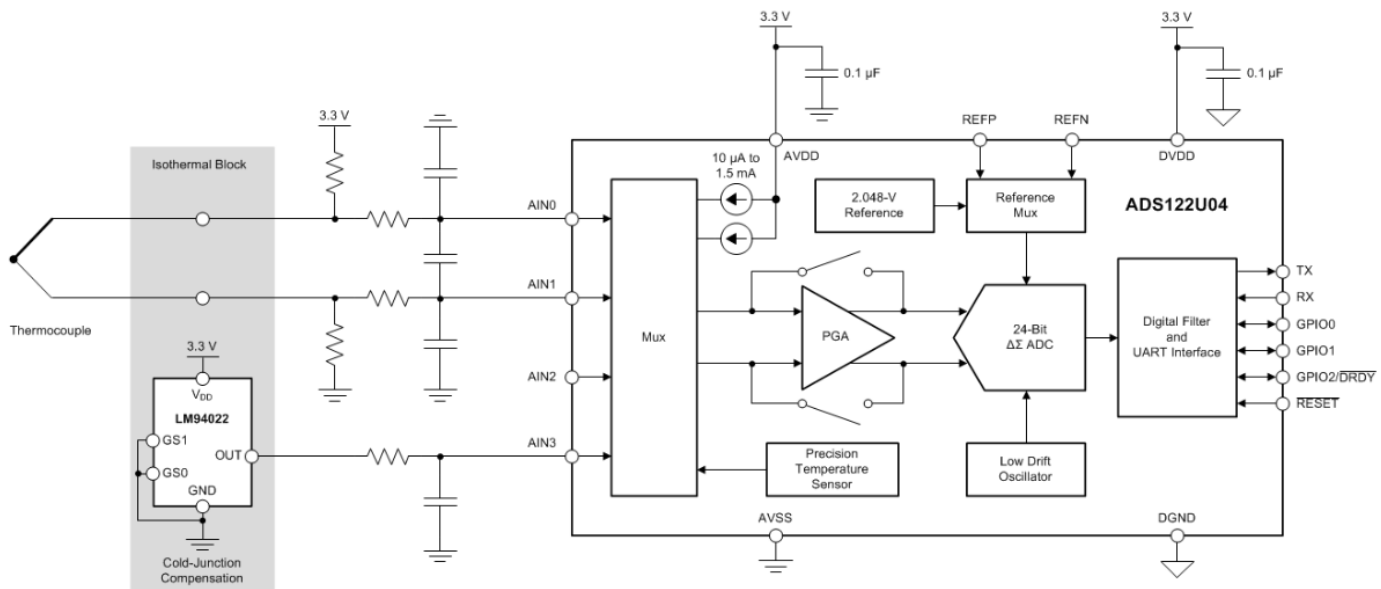 3.3 V
0.1 µF
3.3 V
0.1 µF
3.3 V
REFP
REFN
AVDD
DVDD
Isothermal Block
10 µA to
1.5 mA
2.048-V
Reference
Reference
Mux
ADS122U04
AIN0
AIN1
Thermocouple
Mux
PGA
24-Bit
ΔΣ ADC
Digital Filter
and
UART Interface
TX
RX
GPIO0
GPIO1
GPIO2/DRDY
RESET
3.3 V
VDD
LM94022
GS1
GS0
OUT
GND
AIN2
AIN3
Precision
Temperature
Sensor
Low Drift
Oscillator
AVSS
DGND
Cold-Junction
Compensation